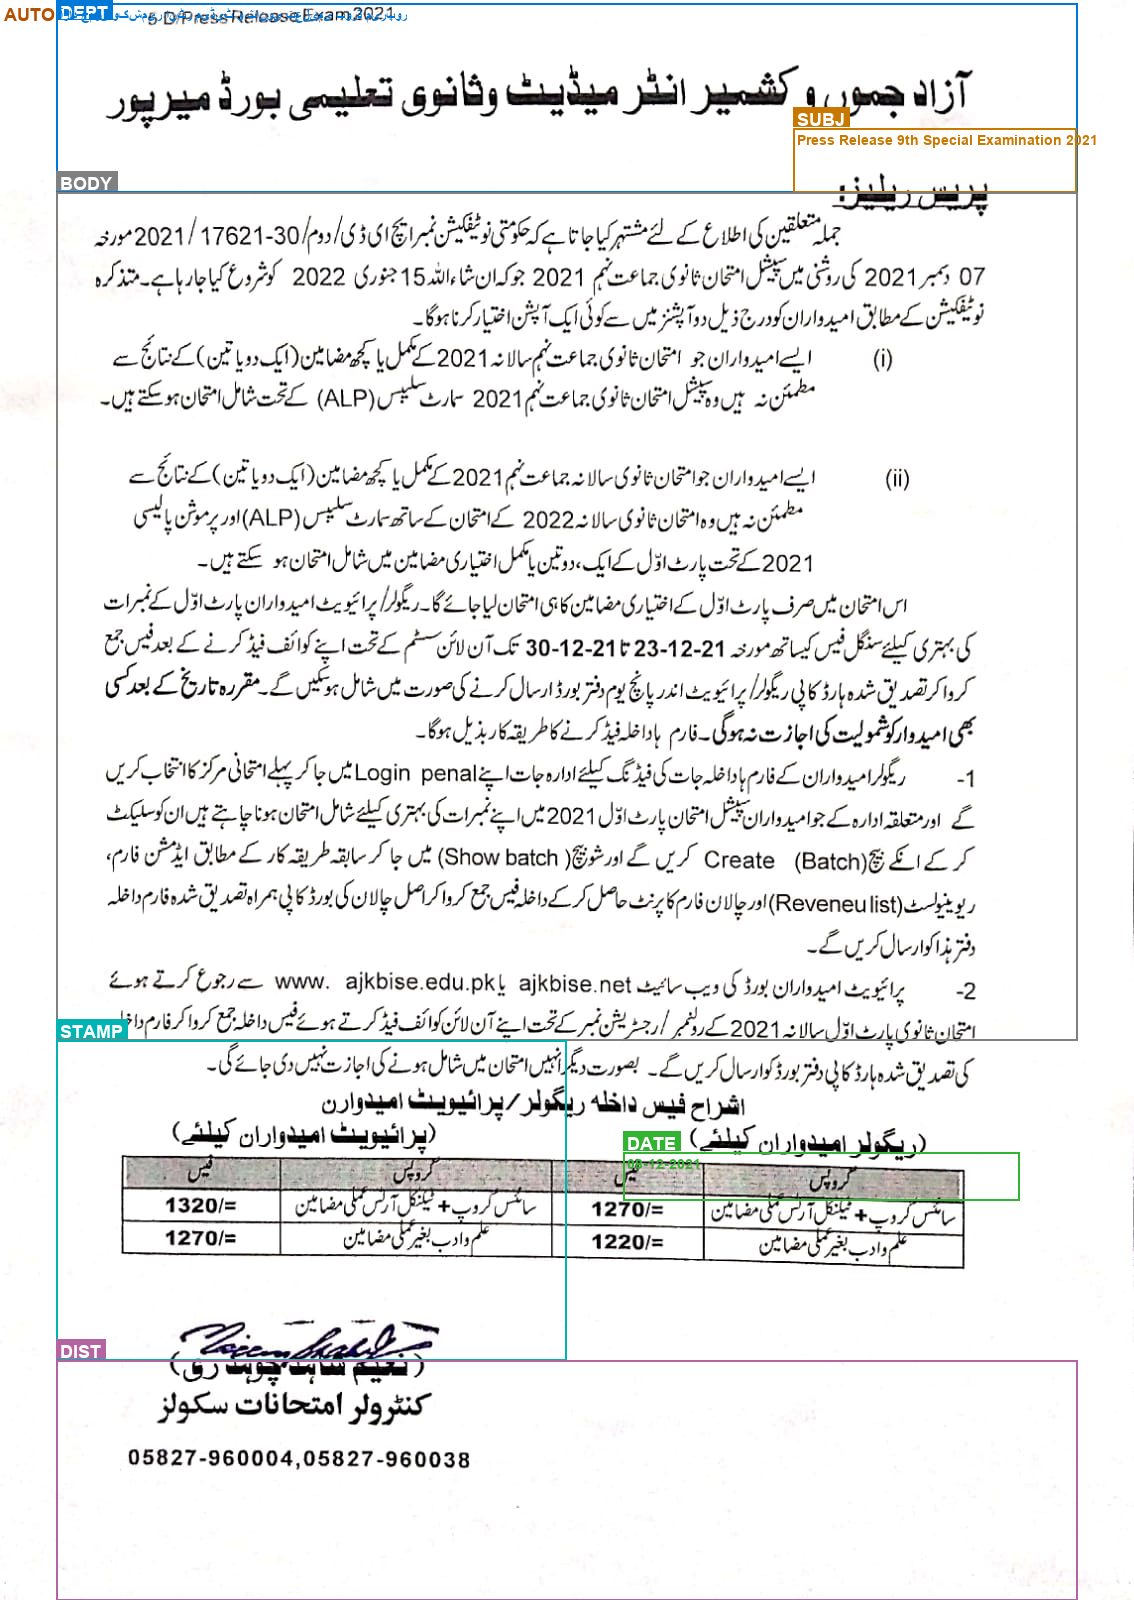 S D/Press Release Exam 2021
آزاد جموں و کشمیر انٹر میڈیٹ وثانوی تعلیمی بورڈ میرپور
SUBJ
Press Release 9th Special Examination 2021
AUTO
DEPT
BODY
پریس ریلیز:
جملہ متعلقین کی اطلاع کے لئے مشتہر کیا جاتا ہے کہ حکومتی نوٹیفکیشن نمبر ایچ ای ڈی/دوم/30-17621 / 2021 مورخہ
07 دسمبر 2021 کی روشنی میں سپیشل امتحان ثانوی جماعت نہم 2021 جو کہ ان شاءاللہ 15 جنوری 2022 کو شروع کیا جا رہا ہے۔ متذکرہ
نوٹیفکیشن کے مطابق امیدواران کو درج ذیل دو آپشنز میں سے کوئی ایک آپشن اختیار کرنا ہوگا۔
(i) ایسے امیدواران جو امتحان ثانوی جماعت نہم سالانہ 2021 کے مکمل یا کچھ مضامین (ایک دو یا تین) کے نتائج سے
مطمئن نہ ہیں وہ سپیشل امتحان ثانوی جماعت نہم 2021 سمارٹ سلیبس (ALP) کے تحت شامل امتحان ہو سکتے ہیں۔
(ii) ایسے امیدواران جو امتحان ثانوی سالانہ جماعت نہم 2021 کے مکمل یا کچھ مضامین (ایک دو یا تین) کے نتائج سے
مطمئن نہ ہیں وہ امتحان ثانوی سالانہ 2022 کے امتحان کے ساتھ سمارٹ سلیبس (ALP) اور پرموشن پالیسی
2021 کے تحت پارٹ اوّل کے ایک، دو تین یا مکمل اختیاری مضامین میں شامل امتحان ہو سکتے ہیں۔
اس امتحان میں صرف پارٹ اوّل کے اختیاری مضامین کا ہی امتحان لیا جائے گا۔ ریگولر/ پرائیویٹ امیدواران پارٹ اوّل کے نمبرات
کی بہتری کیلئے سنگل فیس کیساتھ مورخہ 23-12-21 تا 30-12-21 تک آن لائن سسٹم کے تحت اپنے کوائف فیڈ کرنے کے بعد فیس جمع
کروا کر تصدیق شدہ ہارڈ کاپی ریگولر/ پرائیویٹ اندر پانچ یوم دفتر بورڈ ارسال کرنے کی صورت میں شامل ہو سکیں گے۔ مقررہ تاریخ کے بعد کسی
بھی امیدوار کو شمولیت کی اجازت نہ ہوگی۔ فارم ہا داخلہ فیڈ کرنے کا طریقہ کار بذیل ہوگا۔
1- ریگولر امیدواران کے فارم ہا داخلہ جات کی فیڈنگ کیلئے ادارہ جات اپنے Login penal میں جا کر پہلے امتحانی مرکز کا انتخاب کریں
گے اور متعلقہ ادارہ کے جو امیدواران سپیشل امتحان پارٹ اوّل 2021 میں اپنے نمبرات کی بہتری کیلئے شامل امتحان ہونا چاہتے ہیں ان کو سلیکٹ
کر کے انکے بیچ (Batch) Create کریں گے اور شو بیچ (Show batch) میں جا کر سابقہ طریقہ کار کے مطابق ایڈمشن فارم،
ریوینیو لسٹ (Reveneu list) اور چالان فارم کا پرنٹ حاصل کر کے داخلہ فیس جمع کروا کر اصل چالان کی بورڈ کاپی ہمراہ تصدیق شدہ فارم داخلہ
دفتر ہذا کو ارسال کریں گے۔
2- پرائیویٹ امیدواران بورڈ کی ویب سائیٹ ajkbise.net یا www. ajkbise.edu.pk سے رجوع کرتے ہوئے
امتحان ثانوی پارٹ اوّل سالانہ 2021 کے رولنمبر / رجسٹریشن نمبر کے تحت اپنے آن لائن کوائف فیڈ کرتے ہوئے فیس داخلہ جمع کروا کر فارم داخلہ
STAMP
کی تصدیق شدہ ہارڈ کاپی دفتر بورڈ کو ارسال کریں گے۔ بصورت دیگر انہیں امتحان میں شامل ہونے کی اجازت نہیں دی جائے گی۔
اشراح فیس داخلہ ریگولر/پرائیویٹ امیدوارن
(ریگولر امیدواران کیلئے) (پرائیویٹ امیدواران کیلئے)
DATE
08-12-2021
گروپس فیس گروپس فیس
سائنس گروپ + ٹیکنکل آرٹس عملی مضامین 1270/= سائنس گروپ + ٹیکنکل آرٹس عملی مضامین 1320/=
علم وادب بغیر عملی مضامین 1220/= علم وادب بغیر عملی مضامین 1270/=
DIST
(نعیم شاہد چوہدری)
کنٹرولر امتحانات سکولز
05827-960004,05827-960038